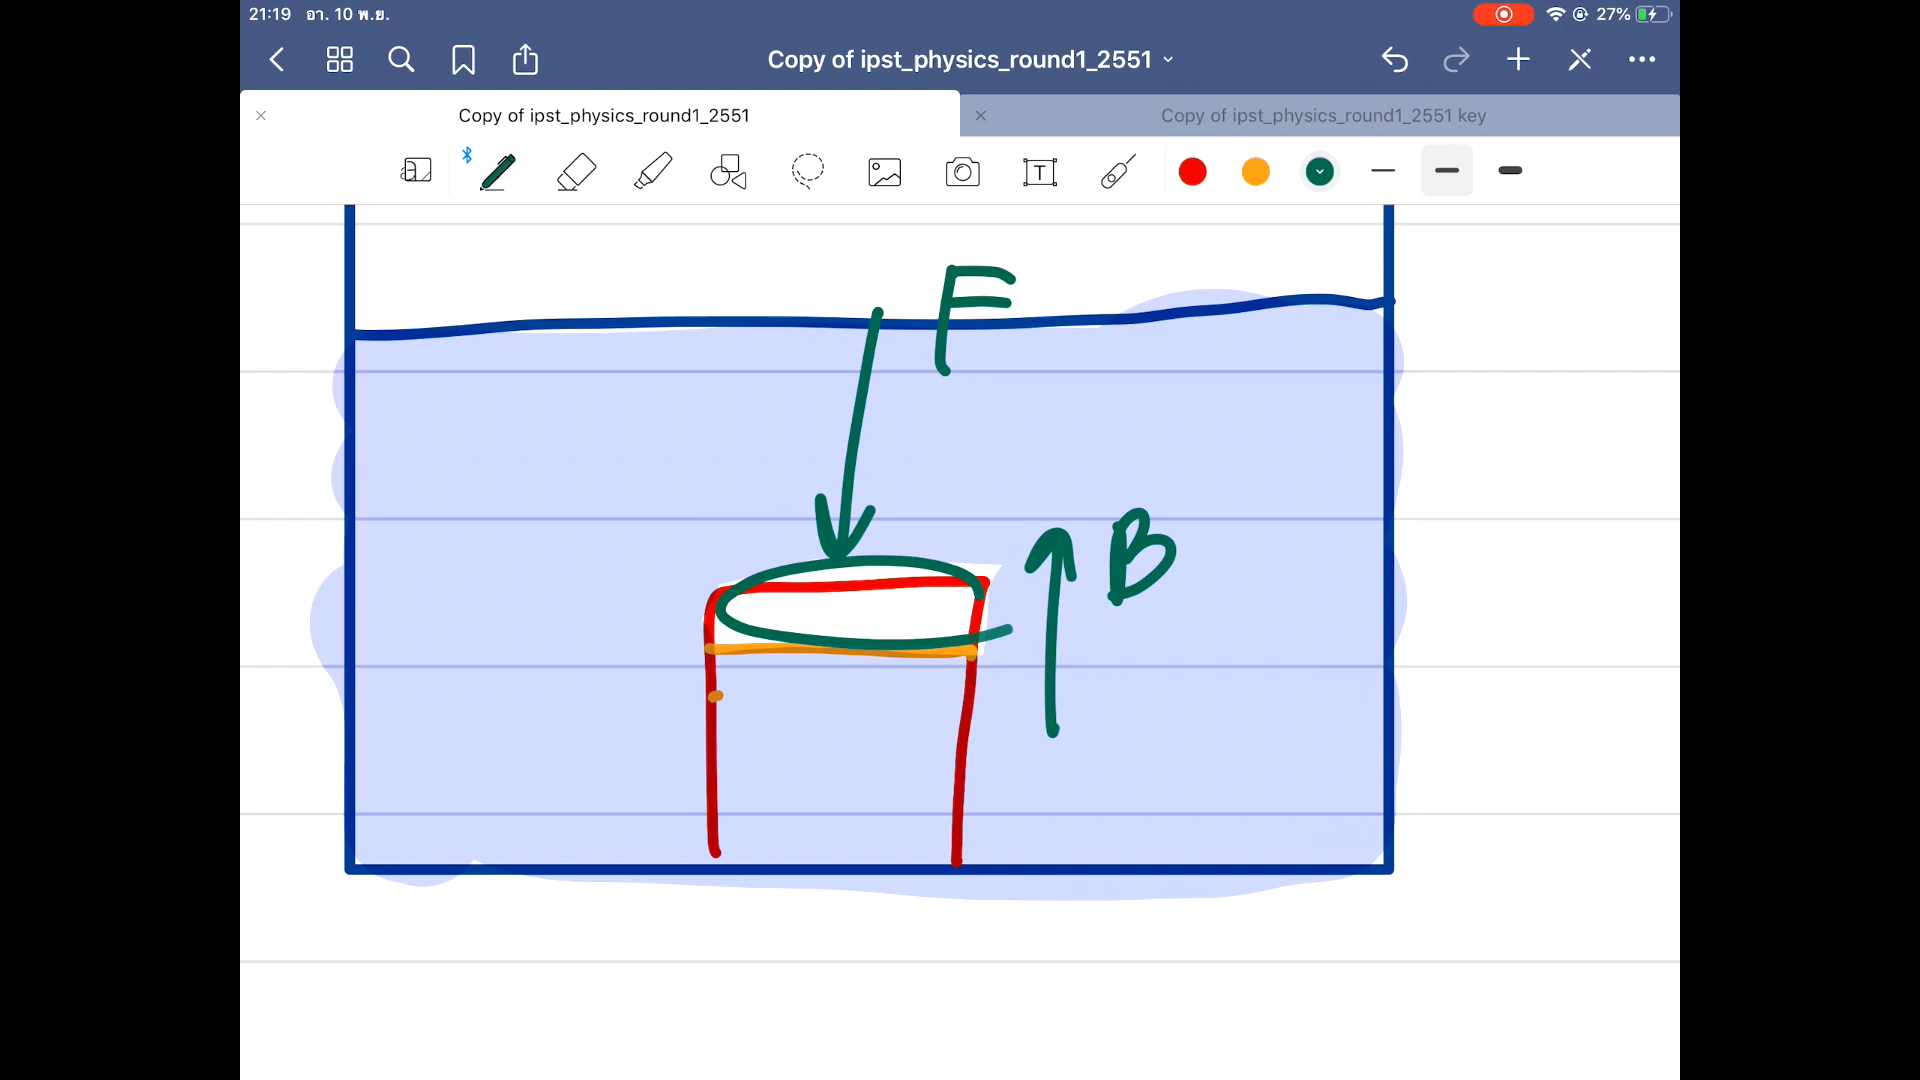 21:19 อา. 10 พ.ย.
27%
Copy of ipst_physics_round1_2551
Copy of ipst_physics_round1_2551
Copy of ipst_physics_round1_2551 key
a
T
F
B